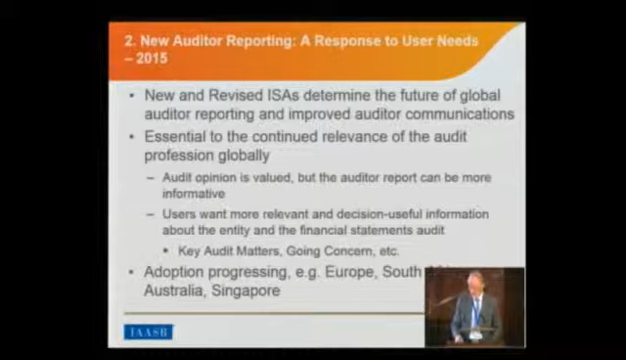 2. New Auditor Reporting: A Response to User Needs
– 2015
• New and Revised ISAs determine the future of global
auditor reporting and improved auditor communications
• Essential to the continued relevance of the audit
profession globally
– Audit opinion is valued, but the auditor report can be more
informative
– Users want more relevant and decision-useful information
about the entity and the financial statements audit
• Key Audit Matters, Going Concern, etc.
• Adoption progressing, e.g. Europe, South
Australia, Singapore
IAASB